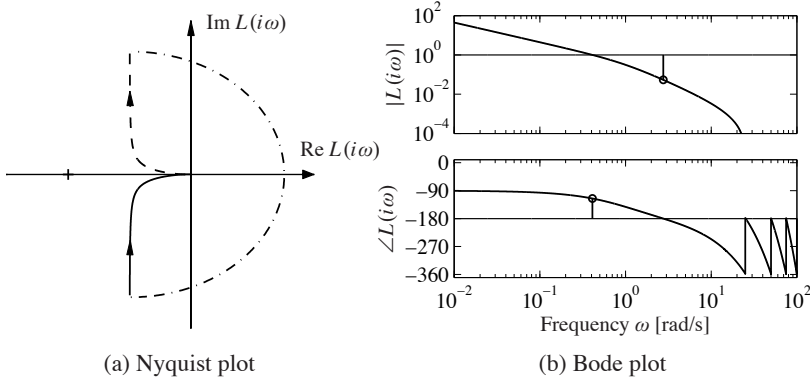 Im L(iω)
Re L(iω)
(a) Nyquist plot
|L(iω)|
10^2
10^0
10^−2
10^−4
∠L(iω)
0
−90
−180
−270
−360
10^−2 10^−1 10^0 10^1 10^2
Frequency ω [rad/s]
(b) Bode plot